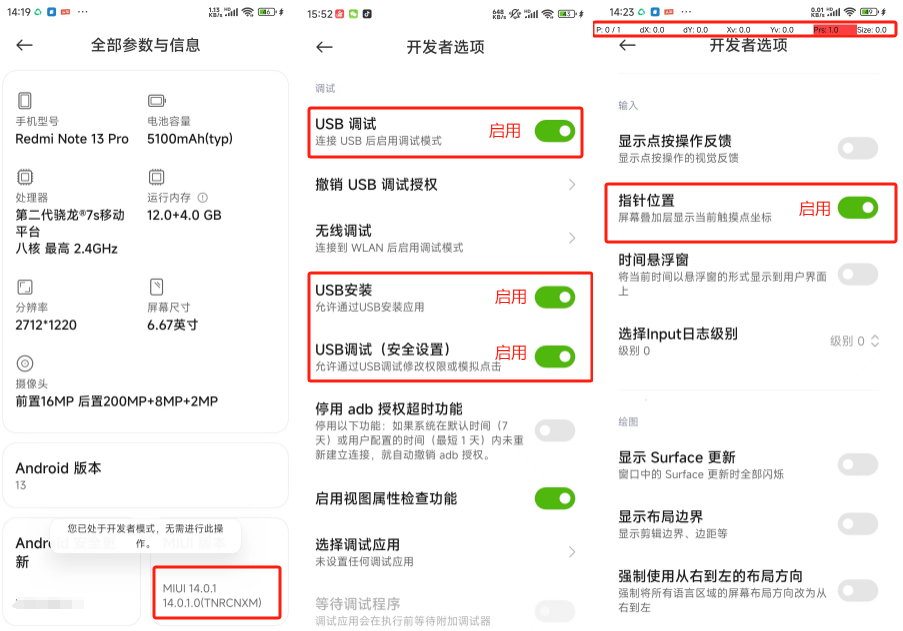 14:19
1.13 KB/s
46
全部参数与信息
手机型号
Redmi Note 13 Pro
电池容量
5100mAh(typ)
处理器
第二代骁龙®7s移动
平台
八核 最高 2.4GHz
运行内存
12.0+4.0 GB
分辨率
2712*1220
屏幕尺寸
6.67英寸
摄像头
前置16MP 后置200MP+8MP+2MP
Android 版本
13
Android 安全更
新
MIUI 版本
您已处于开发者模式，无需进行此操
作。
MIUI 14.0.1
14.0.1.0(TNRCNXM)
15:52
648 KB/s
开发者选项
调试
USB 调试
连接 USB 后启用调试模式
启用
撤销 USB 调试授权
无线调试
连接到 WLAN 后启用调试模式
USB安装
允许通过USB安装应用
启用
USB调试（安全设置）
允许通过USB调试修改权限或模拟点击
启用
停用 adb 授权超时功能
停用以下功能：如果系统在默认时间（7
天）或用户配置的时间（最短 1 天）内未重
新建立连接，就自动撤销 adb 授权。
启用视图属性检查功能
选择调试应用
未设置任何调试应用
等待调试程序
调试应用会在执行前等待附加调试器
14:23
0.01 KB/s
P: 0 / 1 dX: 0.0 dY: 0.0 Xv: 0.0 Yv: 0.0 Prs: 1.0 Size: 0.0
开发者选项
输入
显示点按操作反馈
显示点按操作的视觉反馈
指针位置
屏幕叠加层显示当前触摸点坐标
启用
时间悬浮窗
将当前时间以悬浮窗的形式显示到用户界面
上
选择Input日志级别
级别 0
级别 0
绘图
显示 Surface 更新
窗口中的 Surface 更新时全部闪烁
显示布局边界
显示剪辑边界、边距等
强制使用从右到左的布局方向
强制将所有语言区域的屏幕布局方向改为从
右到左